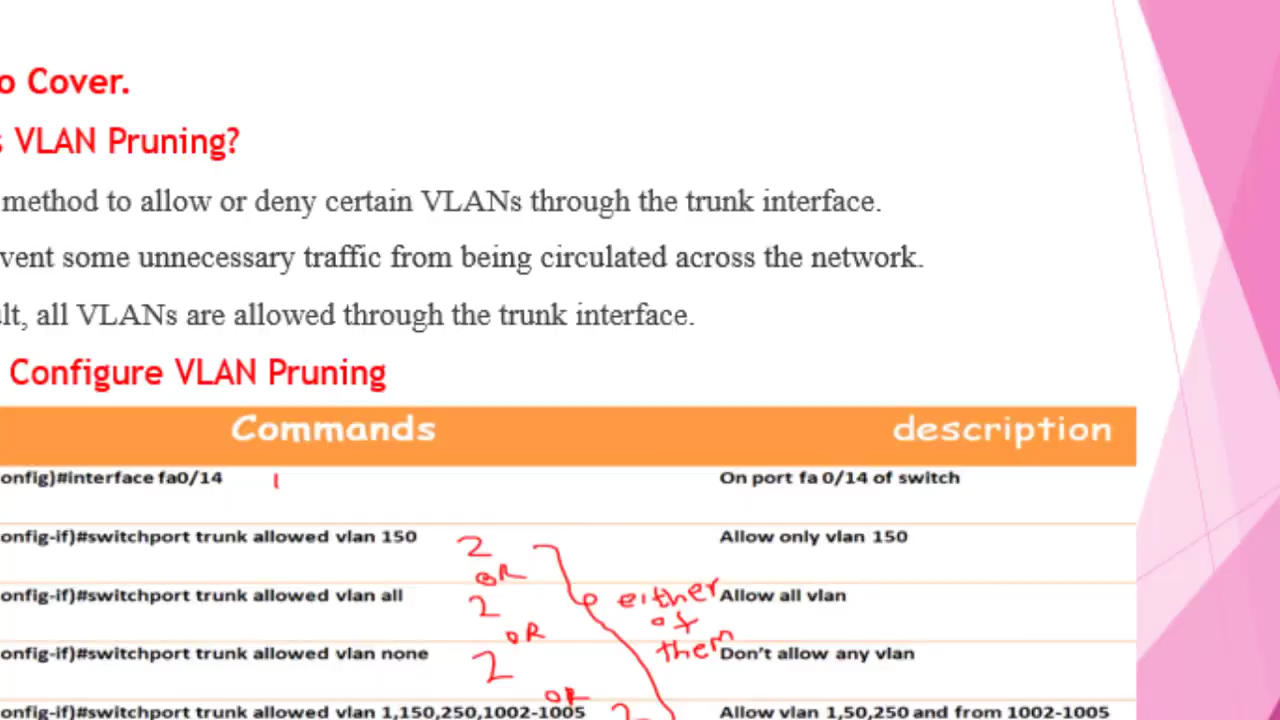 o Cover.
s VLAN Pruning?
method to allow or deny certain VLANs through the trunk interface.
vent some unnecessary traffic from being circulated across the network.
ult, all VLANs are allowed through the trunk interface.
Configure VLAN Pruning
Commands description
onfig)#interface fa0/14 1 On port fa 0/14 of switch
onfig-if)#switchport trunk allowed vlan 150 2 Allow only vlan 150
OR
onfig-if)#switchport trunk allowed vlan all 2 either Allow all vlan
of
OR
onfig-if)#switchport trunk allowed vlan none 2 them Don't allow any vlan
OR
onfig-if)#switchport trunk allowed vlan 1,150,250,1002-1005 2 Allow vlan 1,50,250 and from 1002-1005